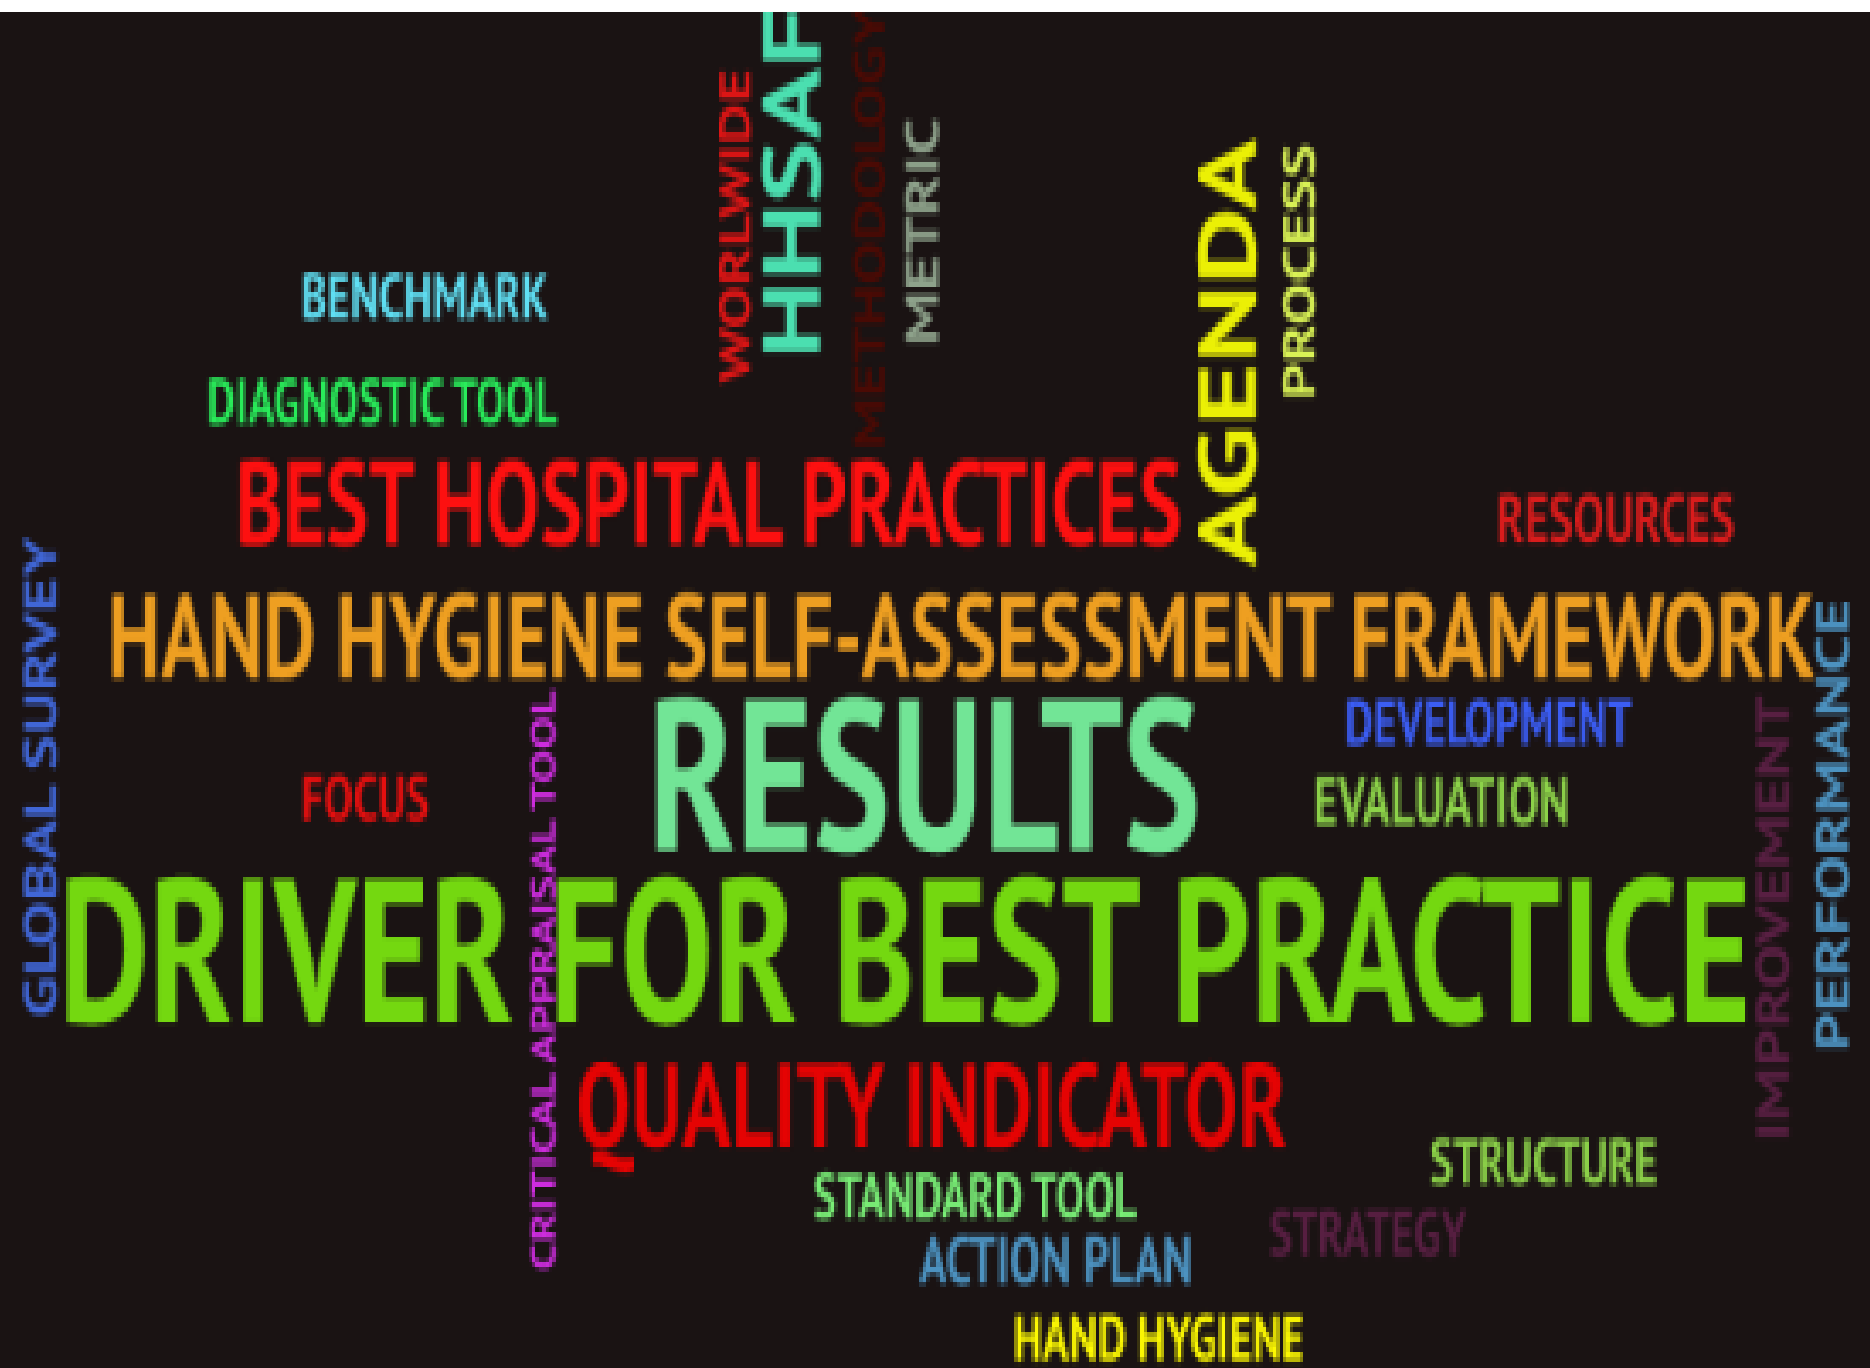 WORLWIDE
HHSAF
METHODOLOGY
METRIC
AGENDA
PROCESS
BENCHMARK
DIAGNOSTIC TOOL
BEST HOSPITAL PRACTICES
RESOURCES
GLOBAL SURVEY
HAND HYGIENE SELF-ASSESSMENT FRAMEWORK
PERFORMANCE
CRITICAL APPRAISAL TOOL
RESULTS
DEVELOPMENT
IMPROVEMENT
FOCUS
EVALUATION
DRIVER FOR BEST PRACTICE
QUALITY INDICATOR
STRUCTURE
STANDARD TOOL
STRATEGY
ACTION PLAN
HAND HYGIENE